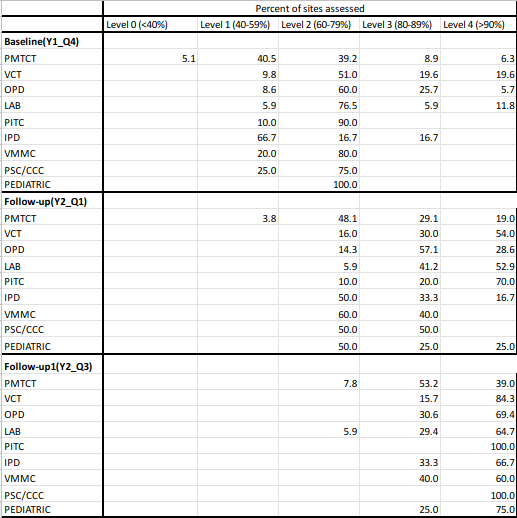 Percent of sites assessed
Level 0 (<40%) Level 1 (40-59%) Level 2 (60-79%) Level 3 (80-89%) Level 4 (>90%)
Baseline(Y1_Q4)
PMTCT 5.1 40.5 39.2 8.9 6.3
VCT 9.8 51.0 19.6 19.6
OPD 8.6 60.0 25.7 5.7
LAB 5.9 76.5 5.9 11.8
PITC 10.0 90.0
IPD 66.7 16.7 16.7
VMMC 20.0 80.0
PSC/CCC 25.0 75.0
PEDIATRIC 100.0
Follow-up(Y2_Q1)
PMTCT 3.8 48.1 29.1 19.0
VCT 16.0 30.0 54.0
OPD 14.3 57.1 28.6
LAB 5.9 41.2 52.9
PITC 10.0 20.0 70.0
IPD 50.0 33.3 16.7
VMMC 60.0 40.0
PSC/CCC 50.0 50.0
PEDIATRIC 50.0 25.0 25.0
Follow-up1(Y2_Q3)
PMTCT 7.8 53.2 39.0
VCT 15.7 84.3
OPD 30.6 69.4
LAB 5.9 29.4 64.7
PITC 100.0
IPD 33.3 66.7
VMMC 40.0 60.0
PSC/CCC 100.0
PEDIATRIC 25.0 75.0